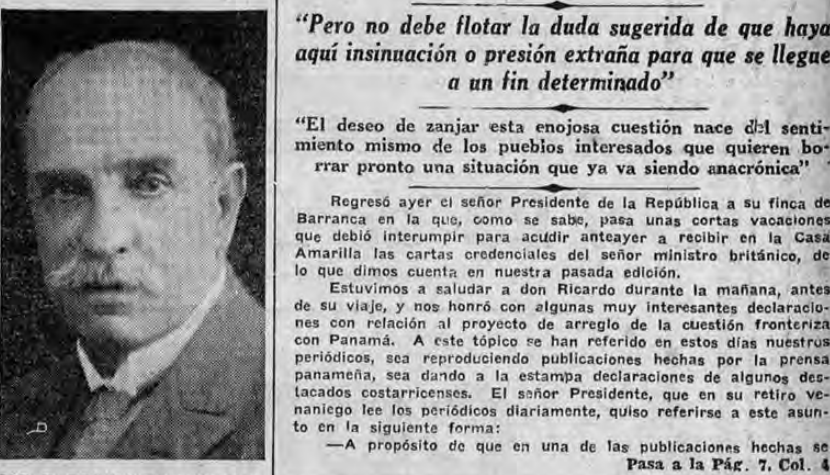 "Pero no debe flotar la duda sugerida de que haya
aquí insinuación o presión extraña para que se llegue
a un fin determinado"
"El deseo de zanjar esta enojosa cuestión nace del senti-
miento mismo de los pueblos interesados que quieren bo-
rrar pronto una situación que ya va siendo anacrónica"
Regresó ayer el señor Presidente de la República a su finca de
Barranca en la que, como se sabe, pasa unas cortas vacaciones
que debió interrumpir para acudir anteayer a recibir en la Casa
Amarilla las cartas credenciales del señor ministro británico, de
lo que dimos cuenta en nuestra pasada edición.
Estuvimos a saludar a don Ricardo durante la mañana, antes
de su viaje, y nos honró con algunas muy interesantes declaracio-
nes con relación al proyecto de arreglo de la cuestión fronteriza
con Panamá. A este tópico se han referido en estos días nuestros
periódicos, sea reproduciendo publicaciones hechas por la prensa
panameña, sea dando a la estampa declaraciones de algunos des-
tacados costarricenses. El señor Presidente, que en su retiro ve-
naniego lee los periódicos diariamente, quiso referirse a este asun-
to en la siguiente forma:
—A propósito de que en una de las publicaciones hechas se
Pasa a la Pág. 7, Col. 4